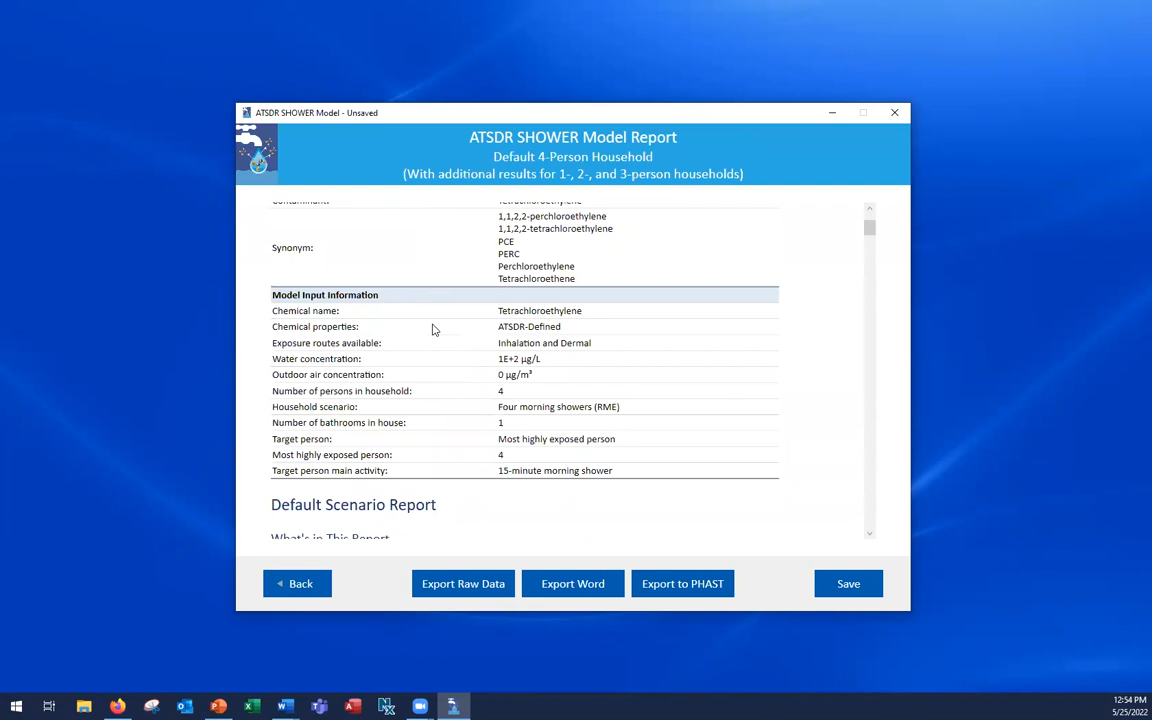 ATSDR SHOWER Model - Unsaved
ATSDR SHOWER Model Report
Default 4-Person Household
(With additional results for 1-, 2-, and 3-person households)
Contaminant: Tetrachloroethylene
1,1,2,2-perchloroethylene
1,1,2,2-tetrachloroethylene
PCE
Synonym: PERC
Perchloroethylene
Tetrachloroethene
Model Input Information
Chemical name: Tetrachloroethylene
Chemical properties: ATSDR-Defined
Exposure routes available: Inhalation and Dermal
Water concentration: 1E+2 µg/L
Outdoor air concentration: 0 µg/m³
Number of persons in household: 4
Household scenario: Four morning showers (RME)
Number of bathrooms in house: 1
Target person: Most highly exposed person
Most highly exposed person: 4
Target person main activity: 15-minute morning shower
Default Scenario Report
What's in This Report
Back Export Raw Data Export Word Export to PHAST Save
12:54 PM
5/25/2022